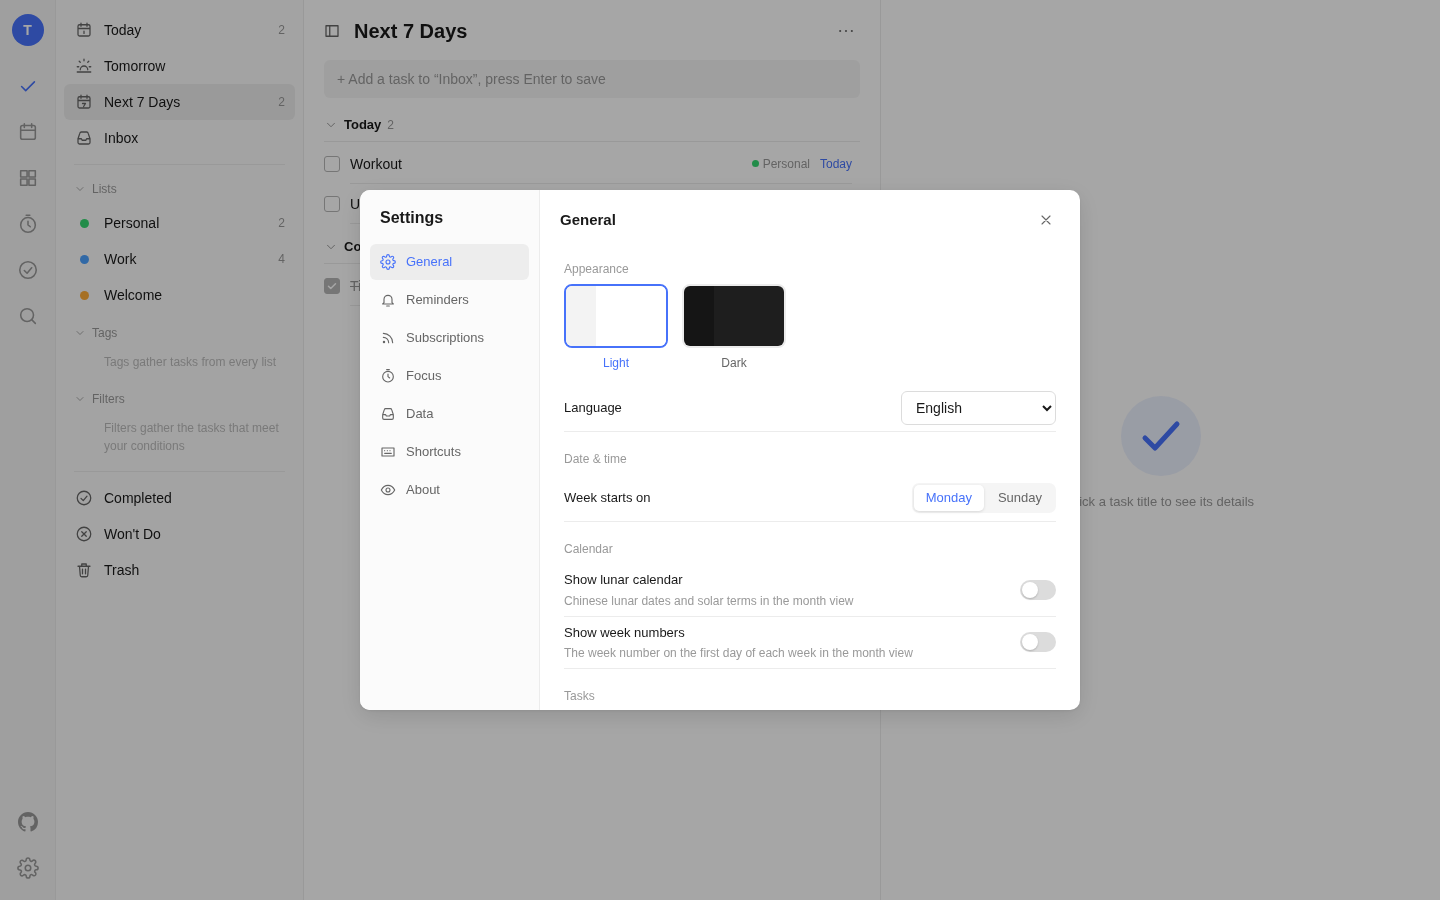 T
Today 2
Tomorrow
Next 7 Days 2
Inbox
Lists
Personal 2
Work 4
Welcome
Tags
Tags gather tasks from every list
Filters
Filters gather the tasks that meet
your conditions
Completed
Won't Do
Trash
Next 7 Days
+ Add a task to “Inbox”, press Enter to save
Today 2
Workout Personal Today
Settings
General
Reminders
Subscriptions
Focus
Data
Shortcuts
About
General
Appearance
Light Dark
Language English
Date & time
Week starts on Monday Sunday
Calendar
Show lunar calendar
Chinese lunar dates and solar terms in the month view
Show week numbers
The week number on the first day of each week in the month view
Tasks
a task title to see its details